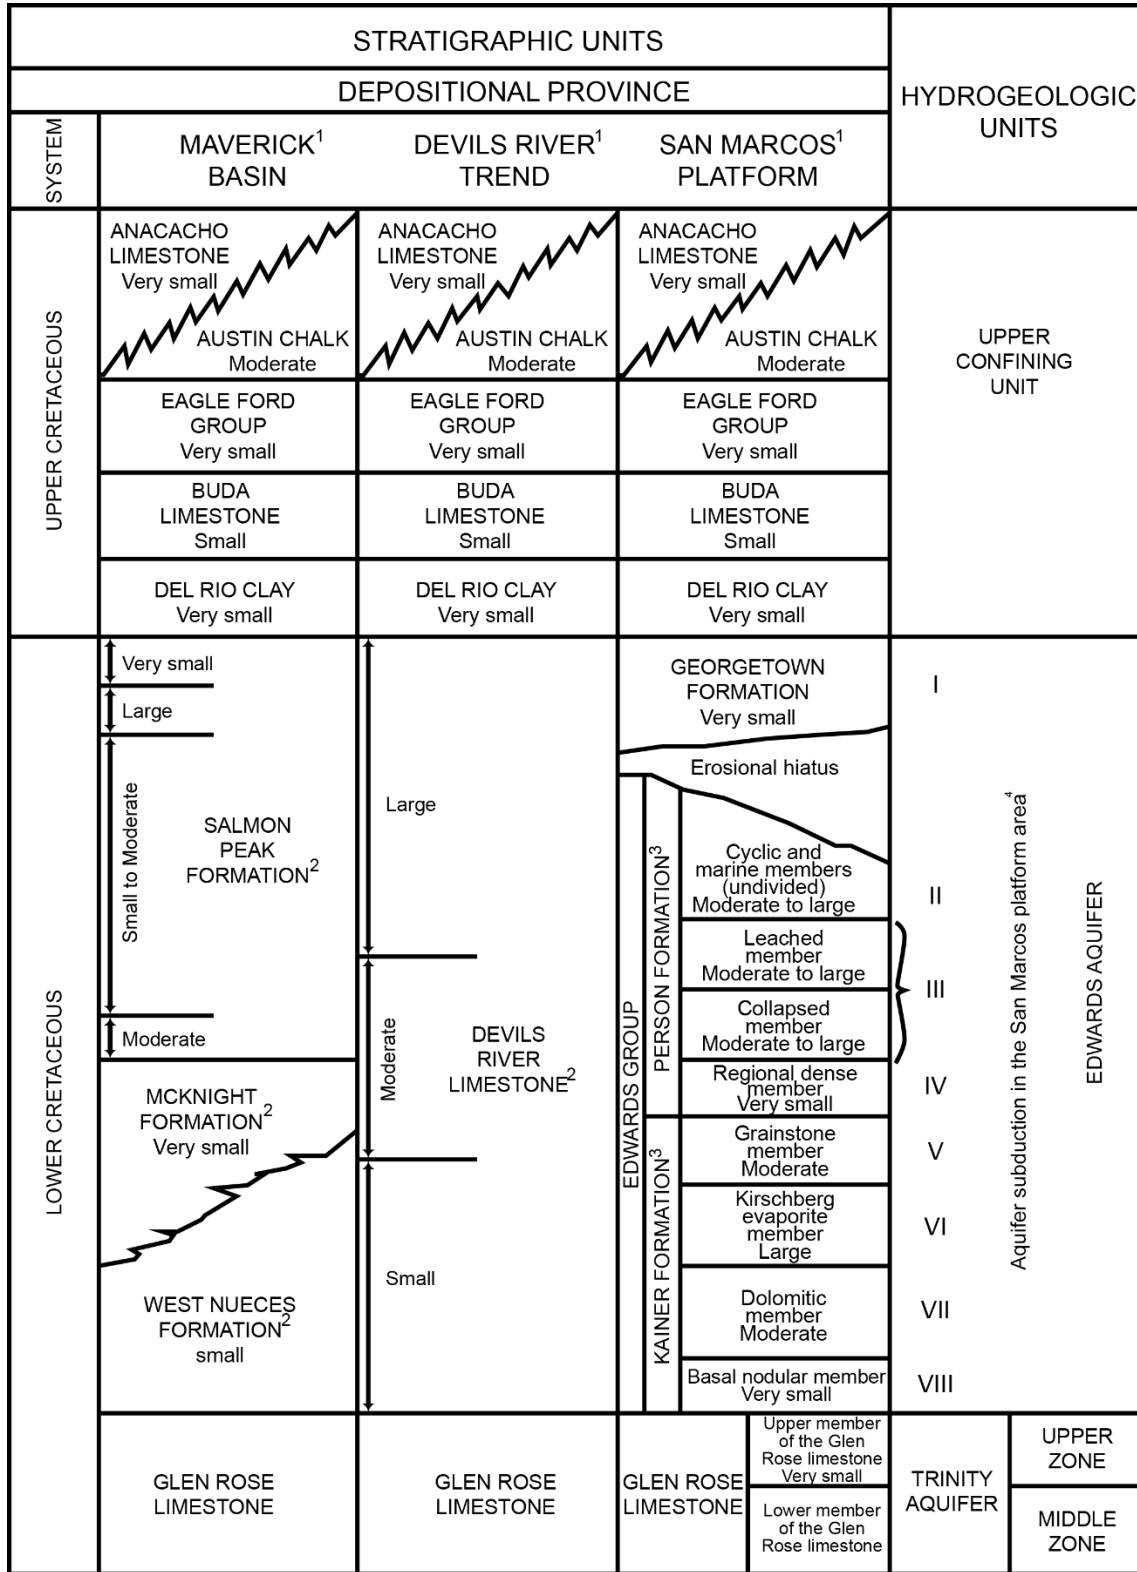 STRATIGRAPHIC UNITS
DEPOSITIONAL PROVINCE
HYDROGEOLOGIC
UNITS
SYSTEM
MAVERICK1
BASIN
DEVILS RIVER1
TREND
SAN MARCOS1
PLATFORM
UPPER CRETACEOUS
ANACACHO
LIMESTONE
Very small
AUSTIN CHALK
Moderate
ANACACHO
LIMESTONE
Very small
AUSTIN CHALK
Moderate
ANACACHO
LIMESTONE
Very small
AUSTIN CHALK
Moderate
UPPER
CONFINING
UNIT
EAGLE FORD
GROUP
Very small
EAGLE FORD
GROUP
Very small
EAGLE FORD
GROUP
Very small
BUDA
LIMESTONE
Small
BUDA
LIMESTONE
Small
BUDA
LIMESTONE
Small
DEL RIO CLAY
Very small
DEL RIO CLAY
Very small
DEL RIO CLAY
Very small
LOWER CRETACEOUS
Very small
Large
Small to Moderate
SALMON
PEAK
FORMATION2
Moderate
MCKNIGHT
FORMATION2
Very small
WEST NUECES
FORMATION2
small
Large
Moderate
DEVILS
RIVER
LIMESTONE2
Small
GEORGETOWN
FORMATION
Very small
Erosional hiatus
EDWARDS GROUP
PERSON FORMATION3
Cyclic and
marine members
(undivided)
Moderate to large
Leached
member
Moderate to large
Collapsed
member
Moderate to large
Regional dense
member
Very small
KAINER FORMATION3
Grainstone
member
Moderate
Kirschberg
evaporite
member
Large
Dolomitic
member
Moderate
Basal nodular member
Very small
I
II
III
IV
V
VI
VII
VIII
Aquifer subduction in the San Marcos platform area4
EDWARDS AQUIFER
GLEN ROSE
LIMESTONE
GLEN ROSE
LIMESTONE
GLEN ROSE
LIMESTONE
Upper member
of the Glen
Rose limestone
Very small
Lower member
of the Glen
Rose limestone
TRINITY
AQUIFER
UPPER
ZONE
MIDDLE
ZONE